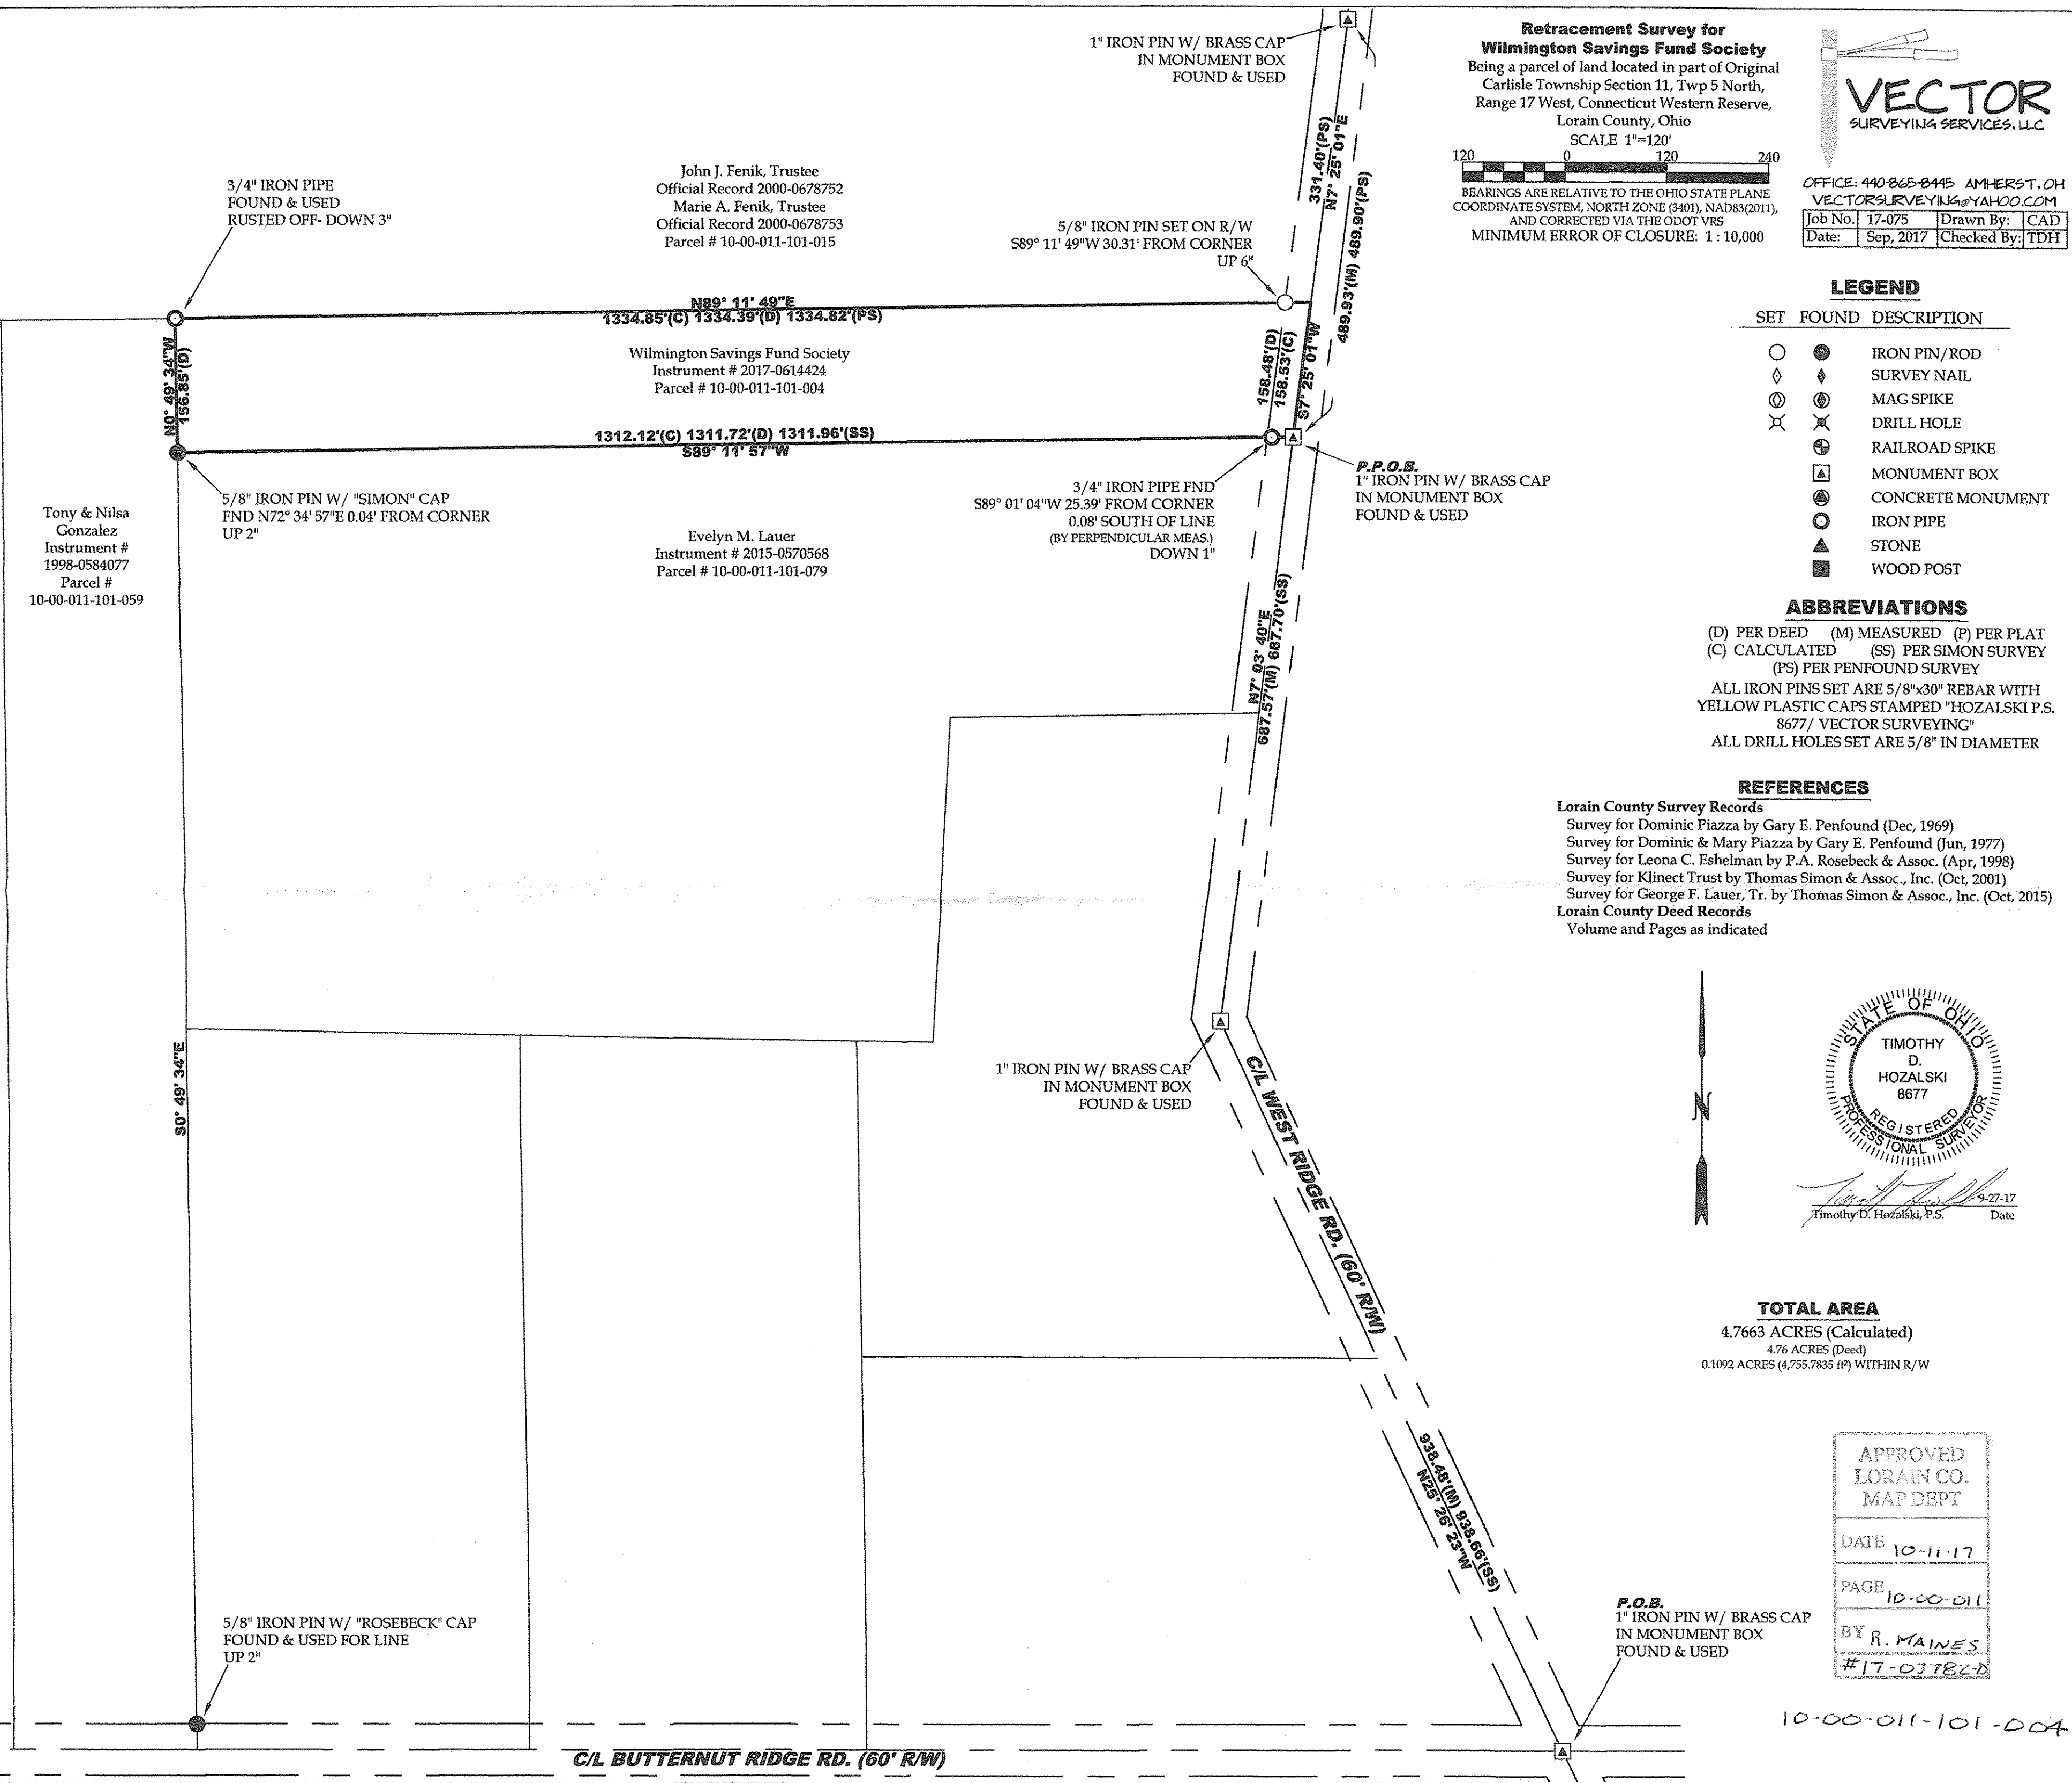 1" IRON PIN W/ BRASS CAP
IN MONUMENT BOX
FOUND & USED
331.40'(PS)
N7° 25' 01"E
489.93'(M) 489.90'(PS)
3/4" IRON PIPE
FOUND & USED
RUSTED OFF- DOWN 3"
John J. Fenik, Trustee
Official Record 2000-0678752
Marie A. Fenik, Trustee
Official Record 2000-0678753
Parcel # 10-00-011-101-015
5/8" IRON PIN SET ON R/W
S89° 11' 49"W 30.31' FROM CORNER
UP 6"
N89° 11' 49"E
1334.85'(C) 1334.39'(D) 1334.82'(PS)
N0° 49' 34"W
156.85'(D)
Wilmington Savings Fund Society
Instrument # 2017-0614424
Parcel # 10-00-011-101-004
158.48'(D)
158.53'(C)
S7° 25' 01"W
1312.12'(C) 1311.72'(D) 1311.96'(SS)
S89° 11' 57"W
5/8" IRON PIN W/ "SIMON" CAP
FND N72° 34' 57"E 0.04' FROM CORNER
UP 2"
3/4" IRON PIPE FND
S89° 01' 04"W 25.39' FROM CORNER
0.08' SOUTH OF LINE
(BY PERPENDICULAR MEAS.)
DOWN 1"
P.P.O.B.
1" IRON PIN W/ BRASS CAP
IN MONUMENT BOX
FOUND & USED
Tony & Nilsa
Gonzalez
Instrument #
1998-0584077
Parcel #
10-00-011-101-059
Evelyn M. Lauer
Instrument # 2015-0570568
Parcel # 10-00-011-101-079
N7° 03' 40"E
687.57'(M) 687.70'(SS)
S0° 49' 34"E
1" IRON PIN W/ BRASS CAP
IN MONUMENT BOX
FOUND & USED
C/L WEST RIDGE RD. (60' R/W)
938.48'(M) 938.66'(SS)
N25° 26' 23"W
5/8" IRON PIN W/ "ROSEBECK" CAP
FOUND & USED FOR LINE
UP 2"
P.O.B.
1" IRON PIN W/ BRASS CAP
IN MONUMENT BOX
FOUND & USED
C/L BUTTERNUT RIDGE RD. (60' R/W)
Retracement Survey for
Wilmington Savings Fund Society
Being a parcel of land located in part of Original
Carlisle Township Section 11, Twp 5 North,
Range 17 West, Connecticut Western Reserve,
Lorain County, Ohio
SCALE 1"=120'
120 0 120 240
BEARINGS ARE RELATIVE TO THE OHIO STATE PLANE
COORDINATE SYSTEM, NORTH ZONE (3401), NAD83(2011),
AND CORRECTED VIA THE ODOT VRS
MINIMUM ERROR OF CLOSURE: 1 : 10,000
VECTOR
SURVEYING SERVICES, LLC
OFFICE: 440-865-8445 AMHERST, OH
VECTORSURVEYING@YAHOO.COM
Job No. 17-075 Drawn By: CAD
Date: Sep, 2017 Checked By: TDH
LEGEND
SET FOUND DESCRIPTION
IRON PIN/ROD
SURVEY NAIL
MAG SPIKE
DRILL HOLE
RAILROAD SPIKE
MONUMENT BOX
CONCRETE MONUMENT
IRON PIPE
STONE
WOOD POST
ABBREVIATIONS
(D) PER DEED (M) MEASURED (P) PER PLAT
(C) CALCULATED (SS) PER SIMON SURVEY
(PS) PER PENFOUND SURVEY
ALL IRON PINS SET ARE 5/8"x30" REBAR WITH
YELLOW PLASTIC CAPS STAMPED "HOZALSKI P.S.
8677/ VECTOR SURVEYING"
ALL DRILL HOLES SET ARE 5/8" IN DIAMETER
REFERENCES
Lorain County Survey Records
Survey for Dominic Piazza by Gary E. Penfound (Dec, 1969)
Survey for Dominic & Mary Piazza by Gary E. Penfound (Jun, 1977)
Survey for Leona C. Eshelman by P.A. Rosebeck & Assoc. (Apr, 1998)
Survey for Klinect Trust by Thomas Simon & Assoc., Inc. (Oct, 2001)
Survey for George F. Lauer, Tr. by Thomas Simon & Assoc., Inc. (Oct, 2015)
Lorain County Deed Records
Volume and Pages as indicated
N
STATE OF OHIO
TIMOTHY
D.
HOZALSKI
8677
REGISTERED
PROFESSIONAL SURVEYOR
9-27-17
Timothy D. Hozalski, P.S. Date
TOTAL AREA
4.7663 ACRES (Calculated)
4.76 ACRES (Deed)
0.1092 ACRES (4,755.7835 ft²) WITHIN R/W
APPROVED
LORAIN CO.
MAP DEPT
DATE 10-11-17
PAGE 10-00-011
BY R. MAINES
#17-03782-D
10-00-011-101-004